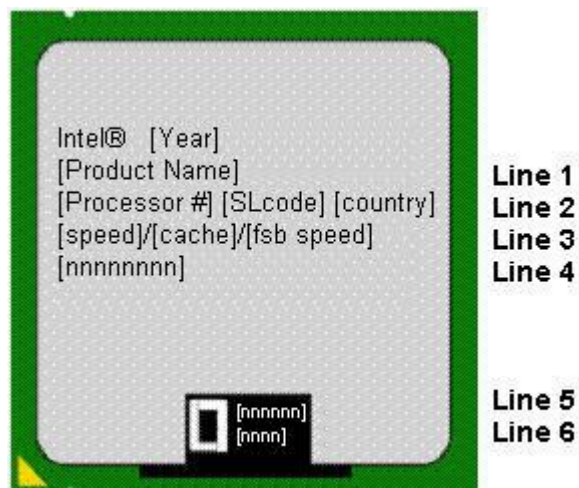 Intel® [Year]
[Product Name]
[Processor #] [SLcode] [country]
[speed]/[cache]/[fsb speed]
[nnnnnnnn]
[nnnnnn]
[nnnn]
Line 1
Line 2
Line 3
Line 4
Line 5
Line 6